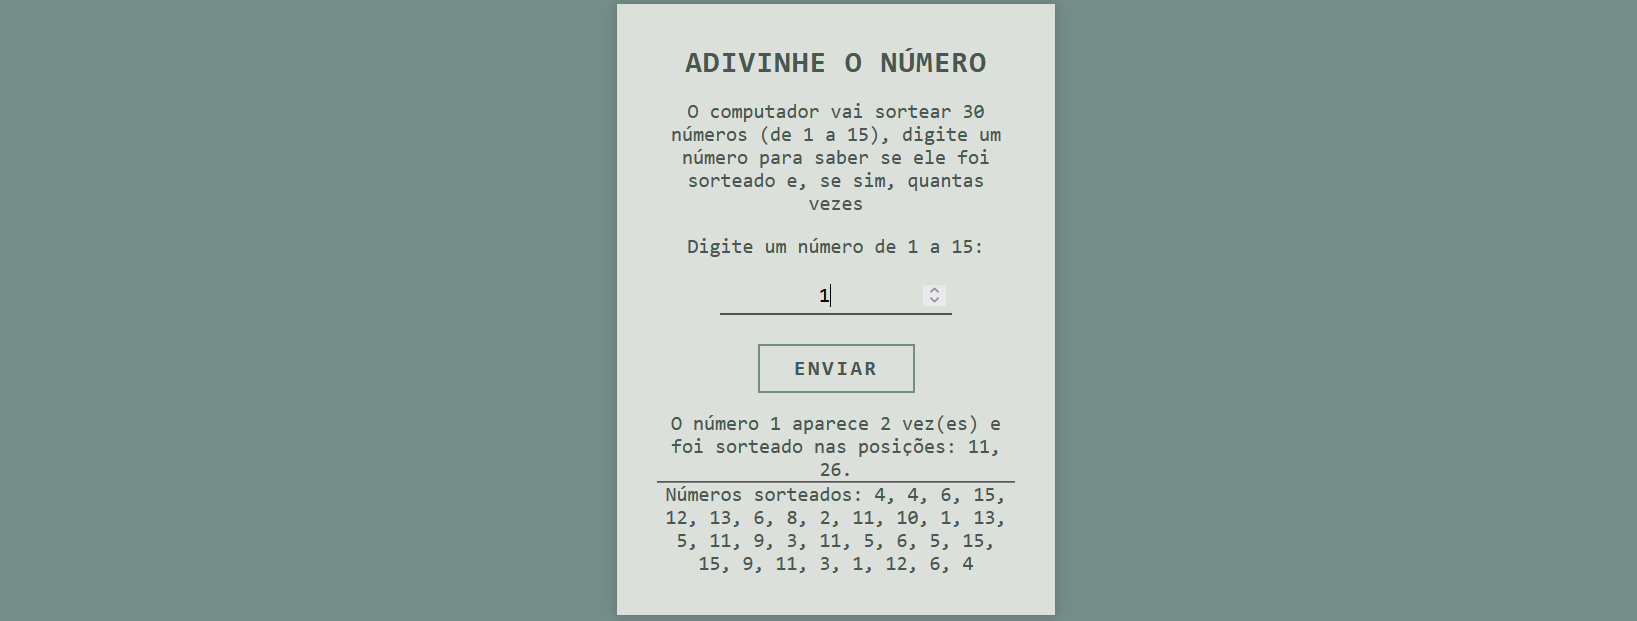 ADIVINHE O NÚMERO
O computador vai sortear 30
números (de 1 a 15), digite um
número para saber se ele foi
sorteado e, se sim, quantas
vezes
Digite um número de 1 a 15:
1
ENVIAR
O número 1 aparece 2 vez(es) e
foi sorteado nas posições: 11,
26.
Números sorteados: 4, 4, 6, 15,
12, 13, 6, 8, 2, 11, 10, 1, 13,
5, 11, 9, 3, 11, 5, 6, 5, 15,
15, 9, 11, 3, 1, 12, 6, 4